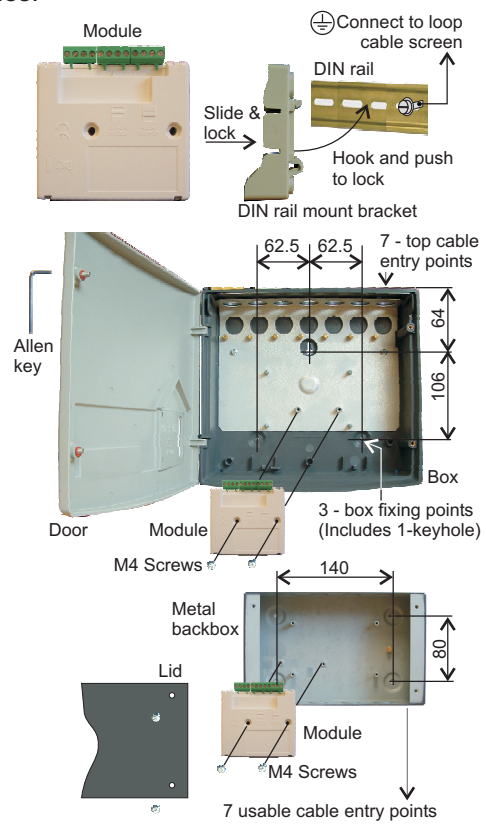 Module
Connect to loop
cable screen
DIN rail
Slide &
lock
Hook and push
to lock
DIN rail mount bracket
62.5
62.5
7 - top cable
entry points
64
Allen
key
106
Box
3 - box fixing points
(Includes 1-keyhole)
Door
Module
M4 Screws
140
Metal
backbox
80
Lid
Module
M4 Screws
7 usable cable entry points